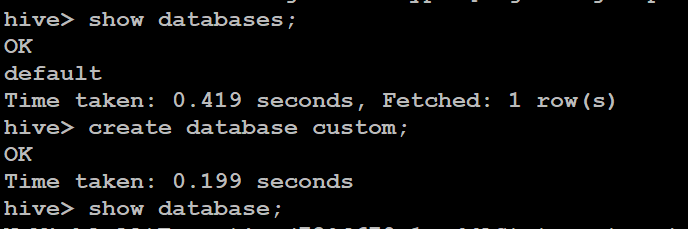 hive> show databases;
OK
default
Time taken: 0.419 seconds, Fetched: 1 row(s)
hive> create database custom;
OK
Time taken: 0.199 seconds
hive> show database;